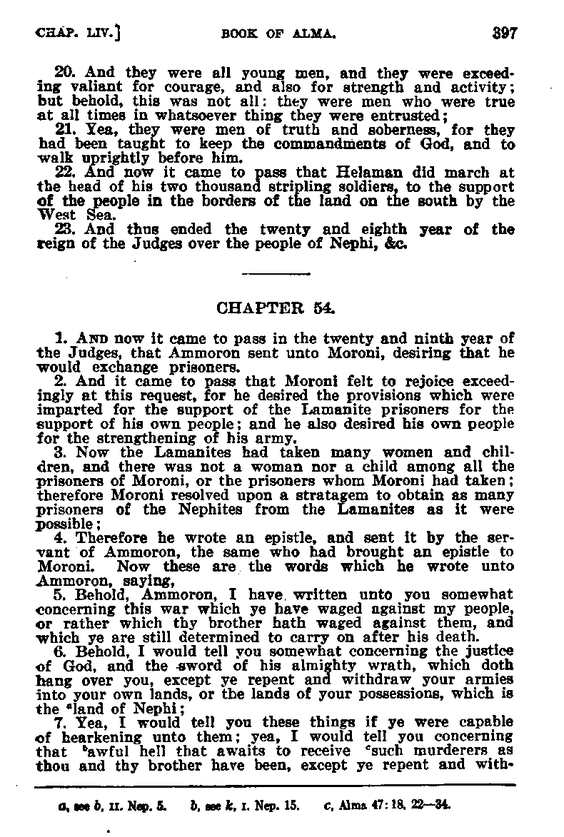 CHAP. LIV.] BOOK OF ALMA. 397
20. And they were all young men, and they were exceed-
ing valiant for courage, and also for strength and activity;
but behold, this was not all: they were men who were true
at all times in whatsoever thing they were entrusted;
21. Yea, they were men of truth and soberness, for they
had been taught to keep the commandments of God, and to
walk uprightly before him.
22. And now it came to pass that Helaman did march at
the head of his two thousand stripling soldiers, to the support
of the people in the borders of the land on the south by the
West Sea.
23. And thus ended the twenty and eighth year of the
reign of the Judges over the people of Nephi, &c.
CHAPTER 54.
1. AND now it came to pass in the twenty and ninth year of
the Judges, that Ammoron sent unto Moroni, desiring that he
would exchange prisoners.
2. And it came to pass that Moroni felt to rejoice exceed-
ingly at this request, for he desired the provisions which were
imparted for the support of the Lamanite prisoners for the
support of his own people; and he also desired his own people
for the strengthening of his army.
3. Now the Lamanites had taken many women and chil-
dren, and there was not a woman nor a child among all the
prisoners of Moroni, or the prisoners whom Moroni had taken;
therefore Moroni resolved upon a stratagem to obtain as many
prisoners of the Nephites from the Lamanites as it were
possible;
4. Therefore he wrote an epistle, and sent it by the ser-
vant of Ammoron, the same who had brought an epistle to
Moroni. Now these are the words which he wrote unto
Ammoron, saying,
5. Behold, Ammoron, I have written unto you somewhat
concerning this war which ye have waged against my people,
or rather which thy brother hath waged against them, and
which ye are still determined to carry on after his death.
6. Behold, I would tell you somewhat concerning the justice
of God, and the sword of his almighty wrath, which doth
hang over you, except ye repent and withdraw your armies
into your own lands, or the lands of your possessions, which is
the ᵃland of Nephi;
7. Yea, I would tell you these things if ye were capable
of hearkening unto them; yea, I would tell you concerning
that ᵇawful hell that awaits to receive ᶜsuch murderers as
thou and thy brother have been, except ye repent and with-
a, see b, II. Nep. 5. b, see k, I. Nep. 15. c, Alma 47:18, 22—34.